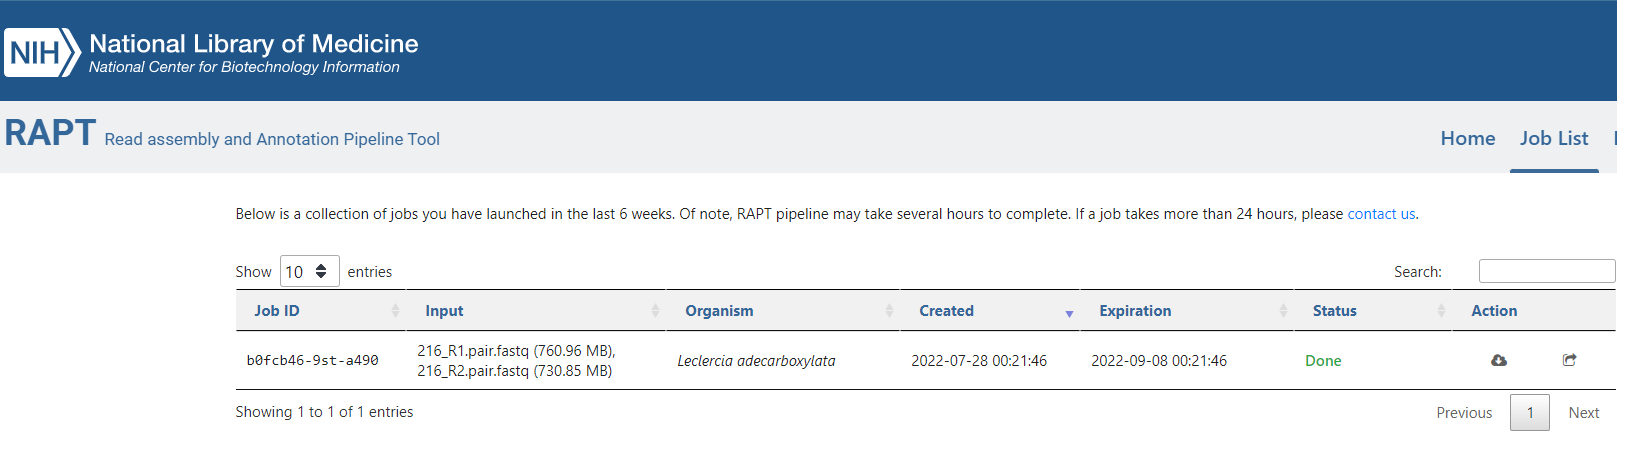 NIH National Library of Medicine
National Center for Biotechnology Information
RAPT Read assembly and Annotation Pipeline Tool
Home Job List
Below is a collection of jobs you have launched in the last 6 weeks. Of note, RAPT pipeline may take several hours to complete. If a job takes more than 24 hours, please contact us.
Show 10 entries Search:
Job ID Input Organism Created Expiration Status Action
b0fcb46-9st-a490 216_R1.pair.fastq (760.96 MB), Leclercia adecarboxylata 2022-07-28 00:21:46 2022-09-08 00:21:46 Done
216_R2.pair.fastq (730.85 MB)
Showing 1 to 1 of 1 entries Previous 1 Next